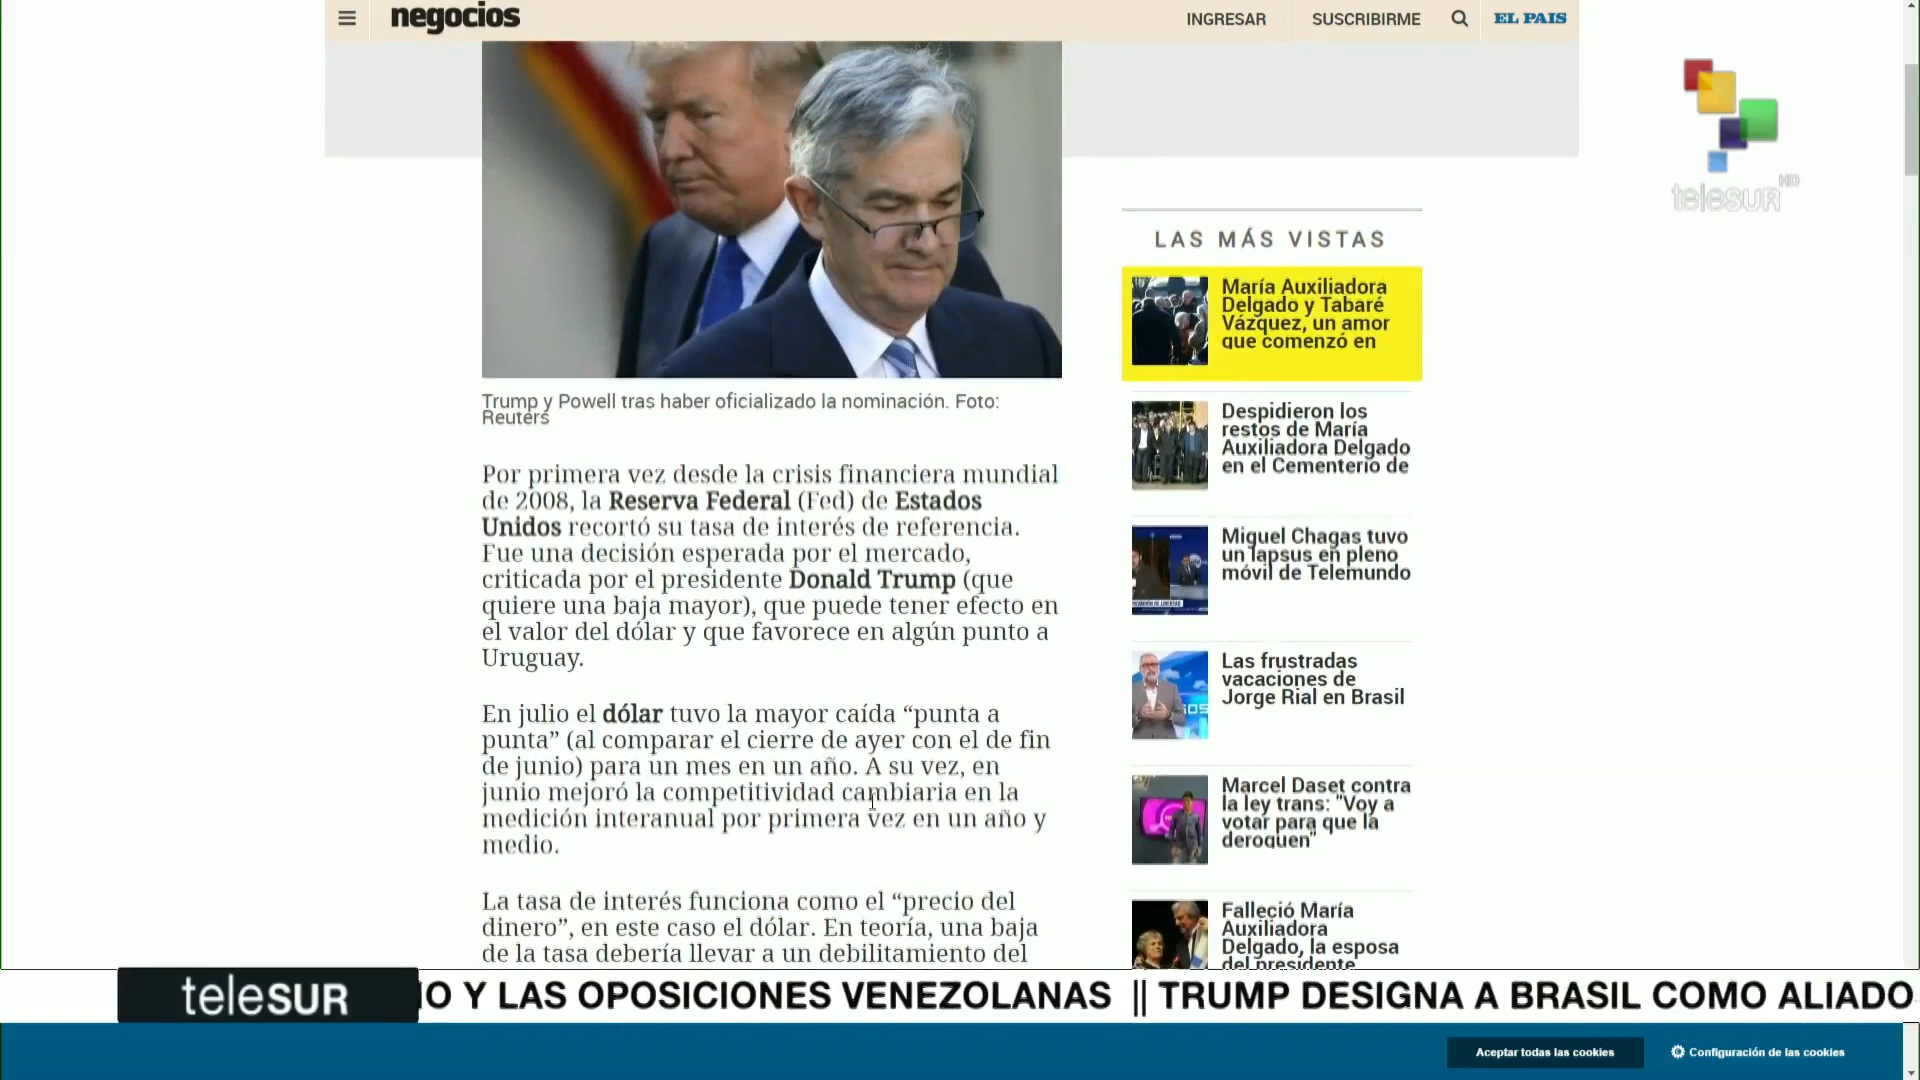 negocios
INGRESAR
SUSCRIBIRME
EL PAIS
HD
teleSUR
LAS MÁS VISTAS
María Auxiliadora
Delgado y Tabaré
Vázquez, un amor
que comenzó en
Trump y Powell tras haber oficializado la nominación. Foto:
Reuters
Despidieron los
restos de María
Auxiliadora Delgado
en el Cementerio de
Por primera vez desde la crisis financiera mundial
de 2008, la Reserva Federal (Fed) de Estados
Unidos recortó su tasa de interés de referencia.
Fue una decisión esperada por el mercado,
criticada por el presidente Donald Trump (que
quiere una baja mayor), que puede tener efecto en
el valor del dólar y que favorece en algún punto a
Uruguay.
Miguel Chagas tuvo
un lapsus en pleno
móvil de Telemundo
Las frustradas
vacaciones de
Jorge Rial en Brasil
En julio el dólar tuvo la mayor caída “punta a
punta” (al comparar el cierre de ayer con el de fin
de junio) para un mes en un año. A su vez, en
junio mejoró la competitividad cambiaria en la
medición interanual por primera vez en un año y
medio.
Marcel Daset contra
la ley trans: "Voy a
votar para que la
deroguen"
La tasa de interés funciona como el “precio del
dinero”, en este caso el dólar. En teoría, una baja
de la tasa debería llevar a un debilitamiento del
Falleció María
Auxiliadora
Delgado, la esposa
del presidente
teleSUR
IO Y LAS OPOSICIONES VENEZOLANAS || TRUMP DESIGNA A BRASIL COMO ALIADO
Aceptar todas las cookies
Configuración de las cookies